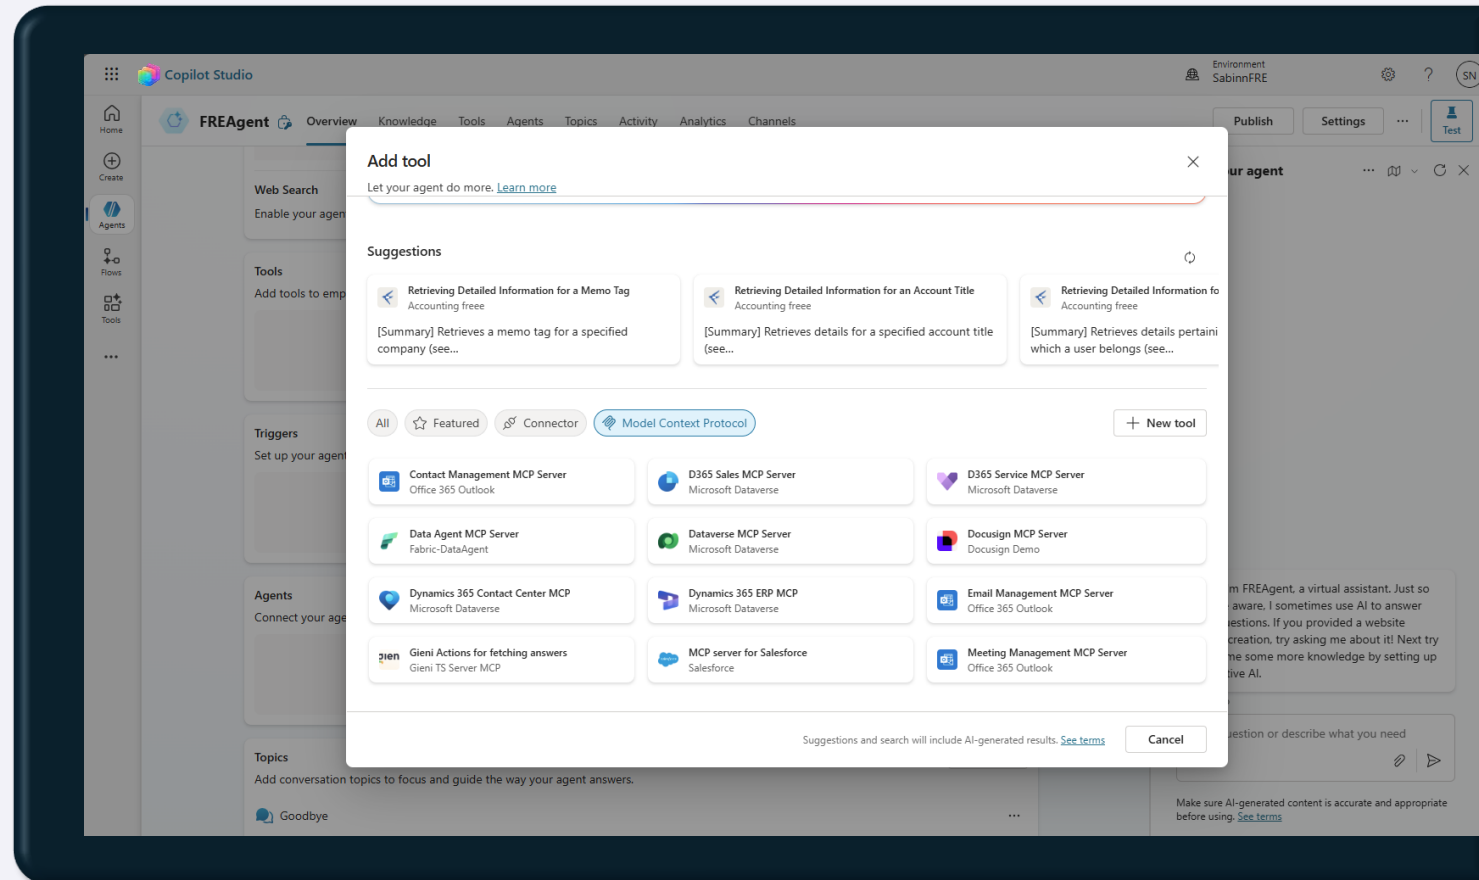 Copilot Studio
Environment
SabinnFRE
SN
Home
Create
Agents
Flows
Tools
FREAgent
Overview
Knowledge
Tools
Agents
Topics
Activity
Analytics
Channels
Publish
Settings
Test
Web Search
Enable your agen
Tools
Add tools to emp
Triggers
Set up your agent
Agents
Connect your age
Topics
Add conversation topics to focus and guide the way your agent answers.
Goodbye
Add tool
Let your agent do more. Learn more
Suggestions
Retrieving Detailed Information for a Memo Tag
Accounting freee
[Summary] Retrieves a memo tag for a specified
company (see...
Retrieving Detailed Information for an Account Title
Accounting freee
[Summary] Retrieves details for a specified account title
(see...
Retrieving Detailed Information fo
Accounting freee
[Summary] Retrieves details pertaini
which a user belongs (see...
All
Featured
Connector
Model Context Protocol
New tool
Contact Management MCP Server
Office 365 Outlook
D365 Sales MCP Server
Microsoft Dataverse
D365 Service MCP Server
Microsoft Dataverse
Data Agent MCP Server
Fabric-DataAgent
Dataverse MCP Server
Microsoft Dataverse
Docusign MCP Server
Docusign Demo
Dynamics 365 Contact Center MCP
Microsoft Dataverse
Dynamics 365 ERP MCP
Microsoft Dataverse
Email Management MCP Server
Office 365 Outlook
Gieni Actions for fetching answers
Gieni TS Server MCP
MCP server for Salesforce
Salesforce
Meeting Management MCP Server
Office 365 Outlook
Suggestions and search will include AI-generated results. See terms
Cancel
ur agent
m FREAgent, a virtual assistant. Just so
aware, I sometimes use AI to answer
estions. If you provided a website
creation, try asking me about it! Next try
me some more knowledge by setting up
tive AI.
estion or describe what you need
Make sure AI-generated content is accurate and appropriate
before using. See terms